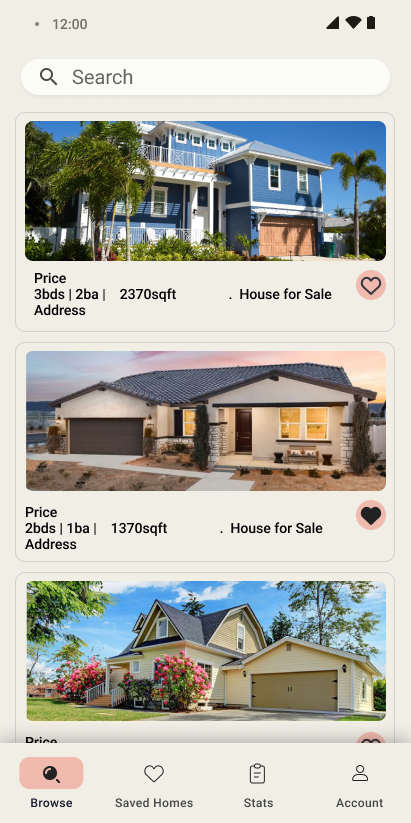 12:00
Search
Price
3bds | 2ba | 2370sqft . House for Sale
Address
Price
2bds | 1ba | 1370sqft . House for Sale
Address
Price
Browse Saved Homes Stats Account